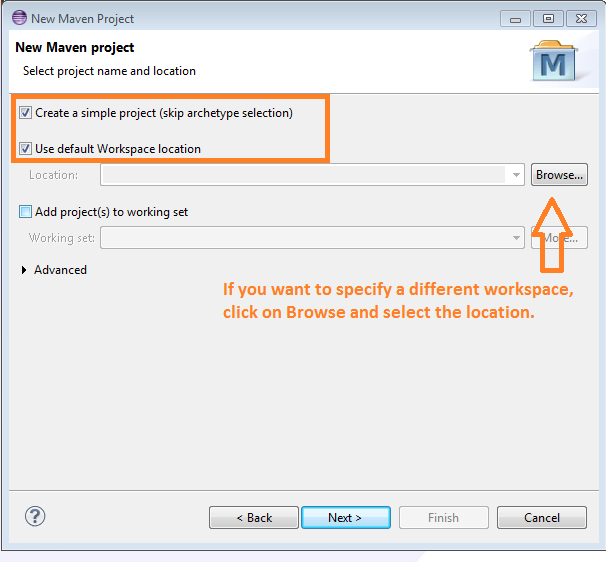 New Maven Project
New Maven project
Select project name and location
M
Create a simple project (skip archetype selection)
Use default Workspace location
Location:
Browse...
Add project(s) to working set
Working set:
More...
Advanced
If you want to specify a different workspace,
click on Browse and select the location.
?
< Back
Next >
Finish
Cancel